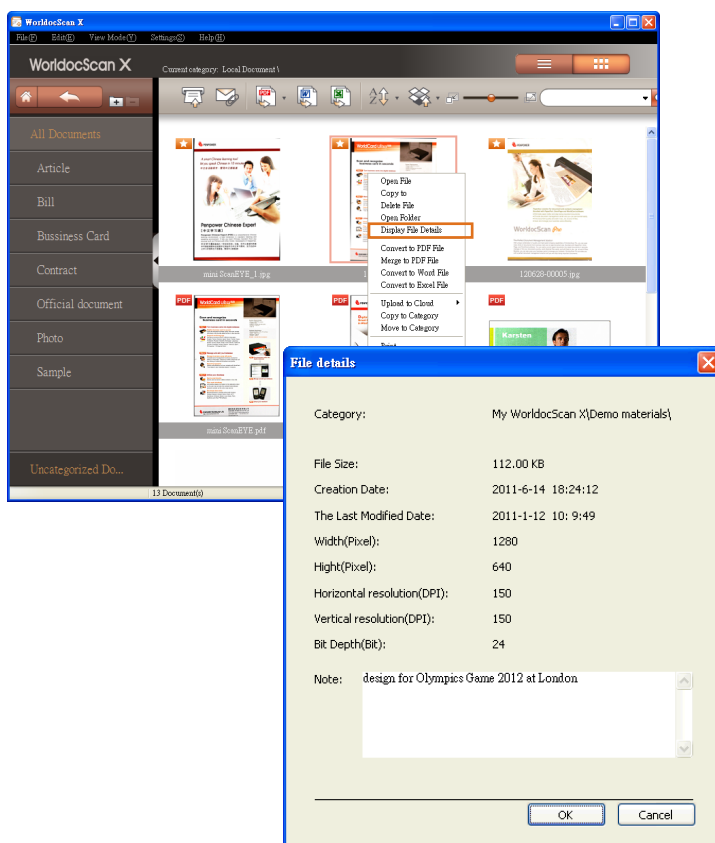 WorldocScan X
File(F) Edit(E) View Mode(Y) Settings(S) Help(H)
WorldocScan X
Current category: Local Document \
All Documents
Article
Bill
Bussiness Card
Contract
Official document
Photo
Sample
Uncategorized Do...
PDF
W
X
Penpower Chinese Expert
WorldocScan Pro
mini ScanEYE_1.jpg
120628-00005.jpg
Open File
Copy to
Delete File
Open Folder
Display File Details
Convert to PDF File
Merge to PDF File
Convert to Word File
Convert to Excel File
Upload to Cloud
Copy to Category
Move to Category
Print
PDF
PDF
PDF
Karsten
mini ScanEYE.pdf
13 Document(s)
File details
Category: My WorldocScan X\Demo materials\
File Size: 112.00 KB
Creation Date: 2011-6-14 18:24:12
The Last Modified Date: 2011-1-12 10: 9:49
Width(Pixel): 1280
Hight(Pixel): 640
Horizontal resolution(DPI): 150
Vertical resolution(DPI): 150
Bit Depth(Bit): 24
Note: design for Olympics Game 2012 at London
OK Cancel